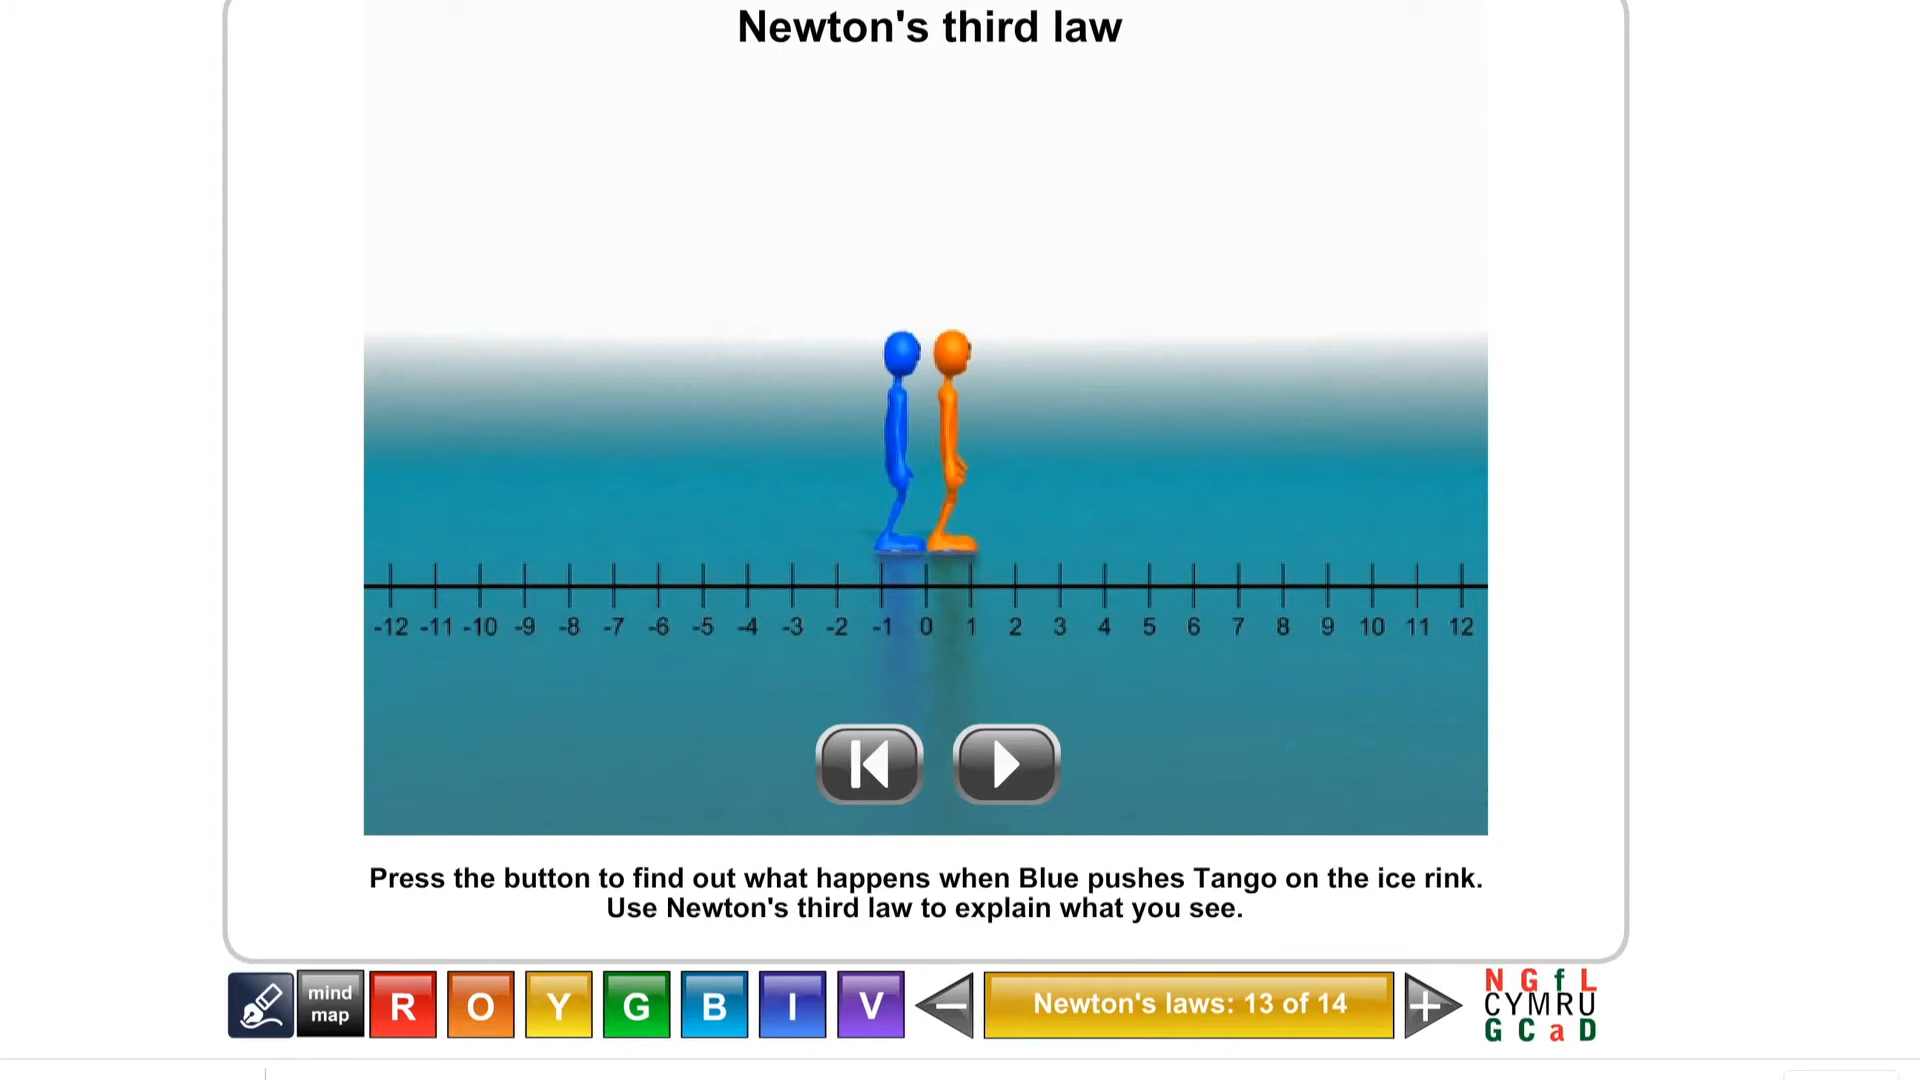 Newton's third law
-12 -11 -10 -9 -8 -7 -6 -5 -4 -3 -2 -1 0 1 2 3 4 5 6 7 8 9 10 11 12
Press the button to find out what happens when Blue pushes Tango on the ice rink.
Use Newton's third law to explain what you see.
mind
map
R O Y G B I V
Newton's laws: 13 of 14
N G f L
CYMRU
G C a D